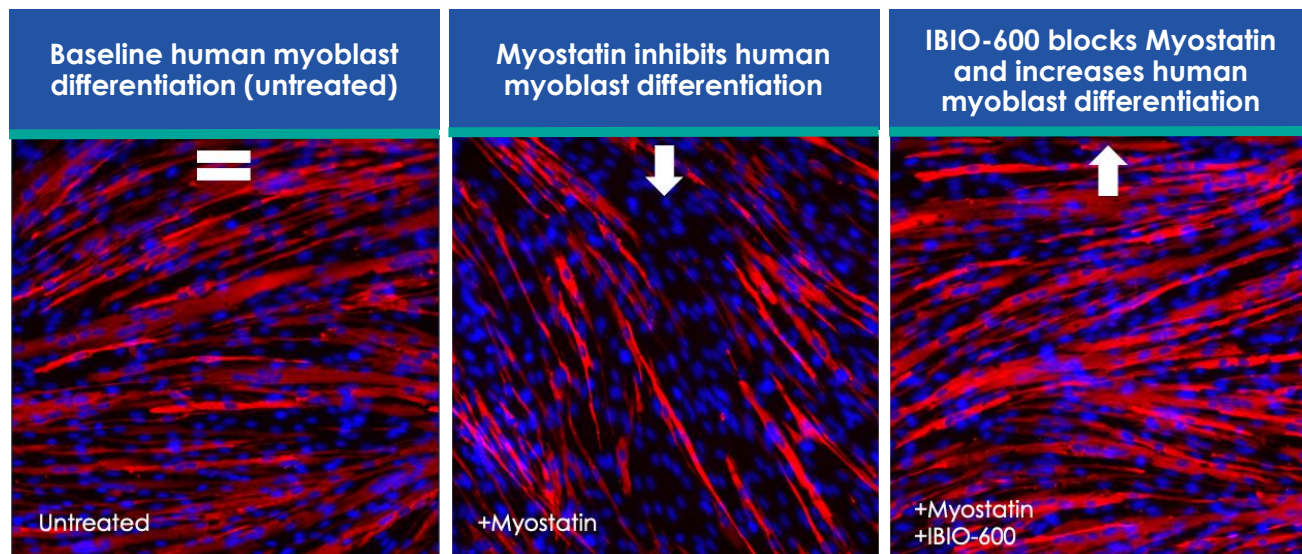 Baseline human myoblast
differentiation (untreated)
Myostatin inhibits human
myoblast differentiation
IBIO-600 blocks Myostatin
and increases human
myoblast differentiation
Untreated
+Myostatin
+Myostatin
+IBIO-600